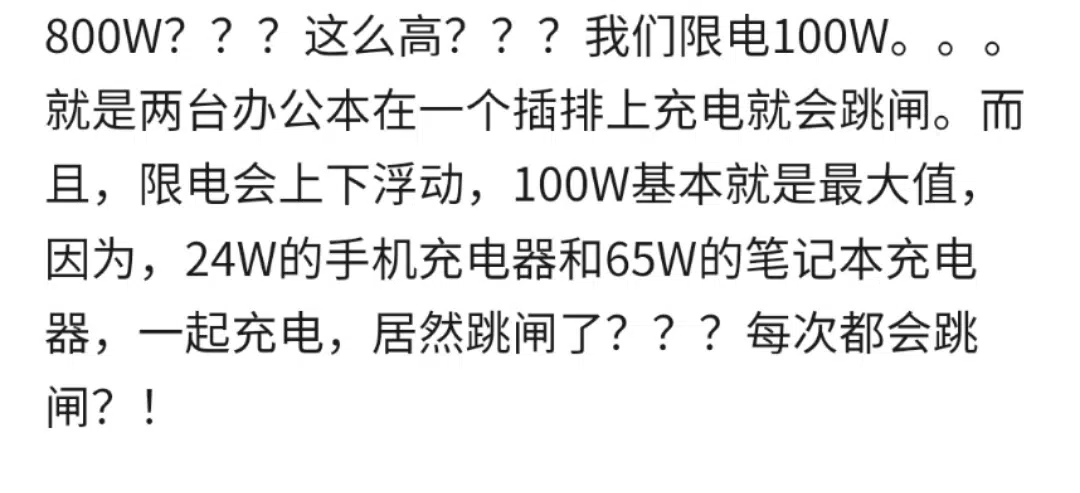 800W？？？这么高？？？我们限电100W。。。
就是两台办公本在一个插排上充电就会跳闸。而
且，限电会上下浮动，100W基本就是最大值，
因为，24W的手机充电器和65W的笔记本充电
器，一起充电，居然跳闸了？？？每次都会跳
闸？！